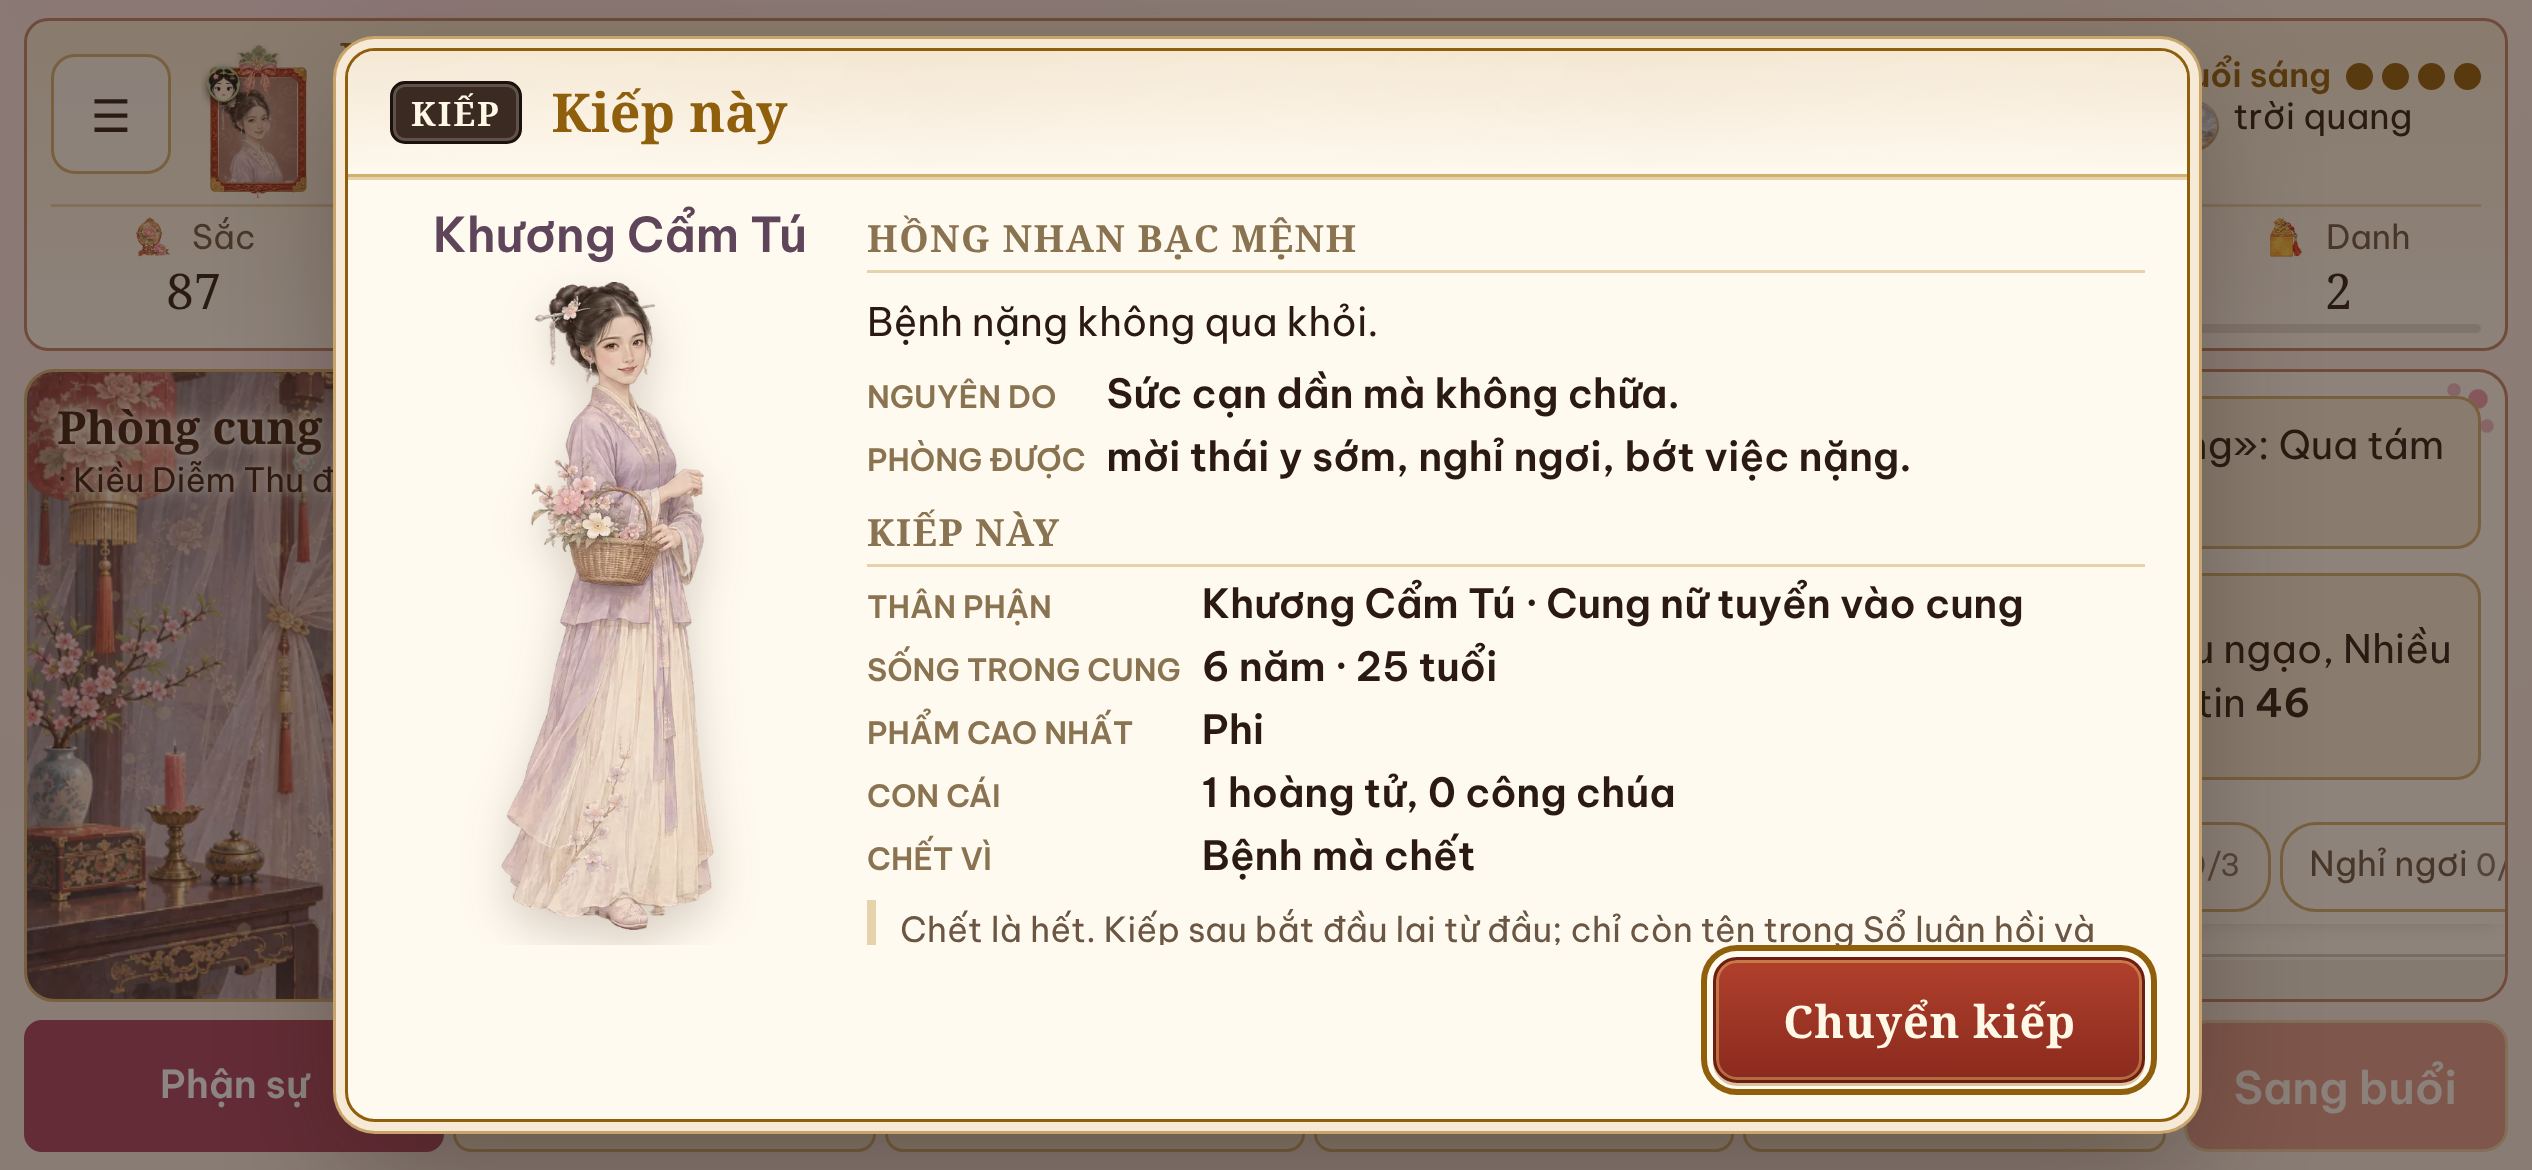 KIẾP Kiếp này
uổi sáng
trời quang
Sắc
87
Danh
2
Khương Cẩm Tú
HỒNG NHAN BẠC MỆNH
Bệnh nặng không qua khỏi.
NGUYÊN DO Sức cạn dần mà không chữa.
PHÒNG ĐƯỢC mời thái y sớm, nghỉ ngơi, bớt việc nặng.
KIẾP NÀY
THÂN PHẬN Khương Cẩm Tú · Cung nữ tuyển vào cung
SỐNG TRONG CUNG 6 năm · 25 tuổi
PHẨM CAO NHẤT Phi
CON CÁI 1 hoàng tử, 0 công chúa
CHẾT VÌ Bệnh mà chết
Chết là hết. Kiếp sau bắt đầu lại từ đầu; chỉ còn tên trong Sổ luân hồi và
Chuyển kiếp
Phòng cung
· Kiều Diễm Thu
ng»: Qua tám
ngạo, Nhiều
tin 46
/3
Nghỉ ngơi 0/
Phận sự
Sang buổi